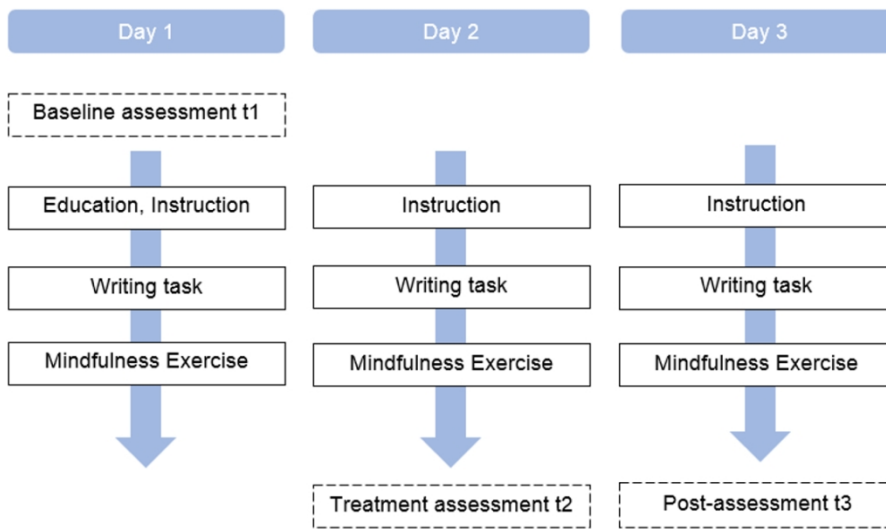 Day 1
Day 2
Day 3
Baseline assessment t1
Education, Instruction
Instruction
Instruction
Writing task
Writing task
Writing task
Mindfulness Exercise
Mindfulness Exercise
Mindfulness Exercise
Treatment assessment t2
Post-assessment t3